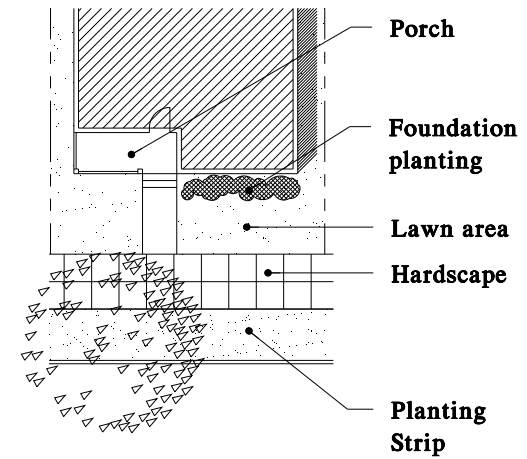 Porch
Foundation
planting
Lawn area
Hardscape
Planting
Strip